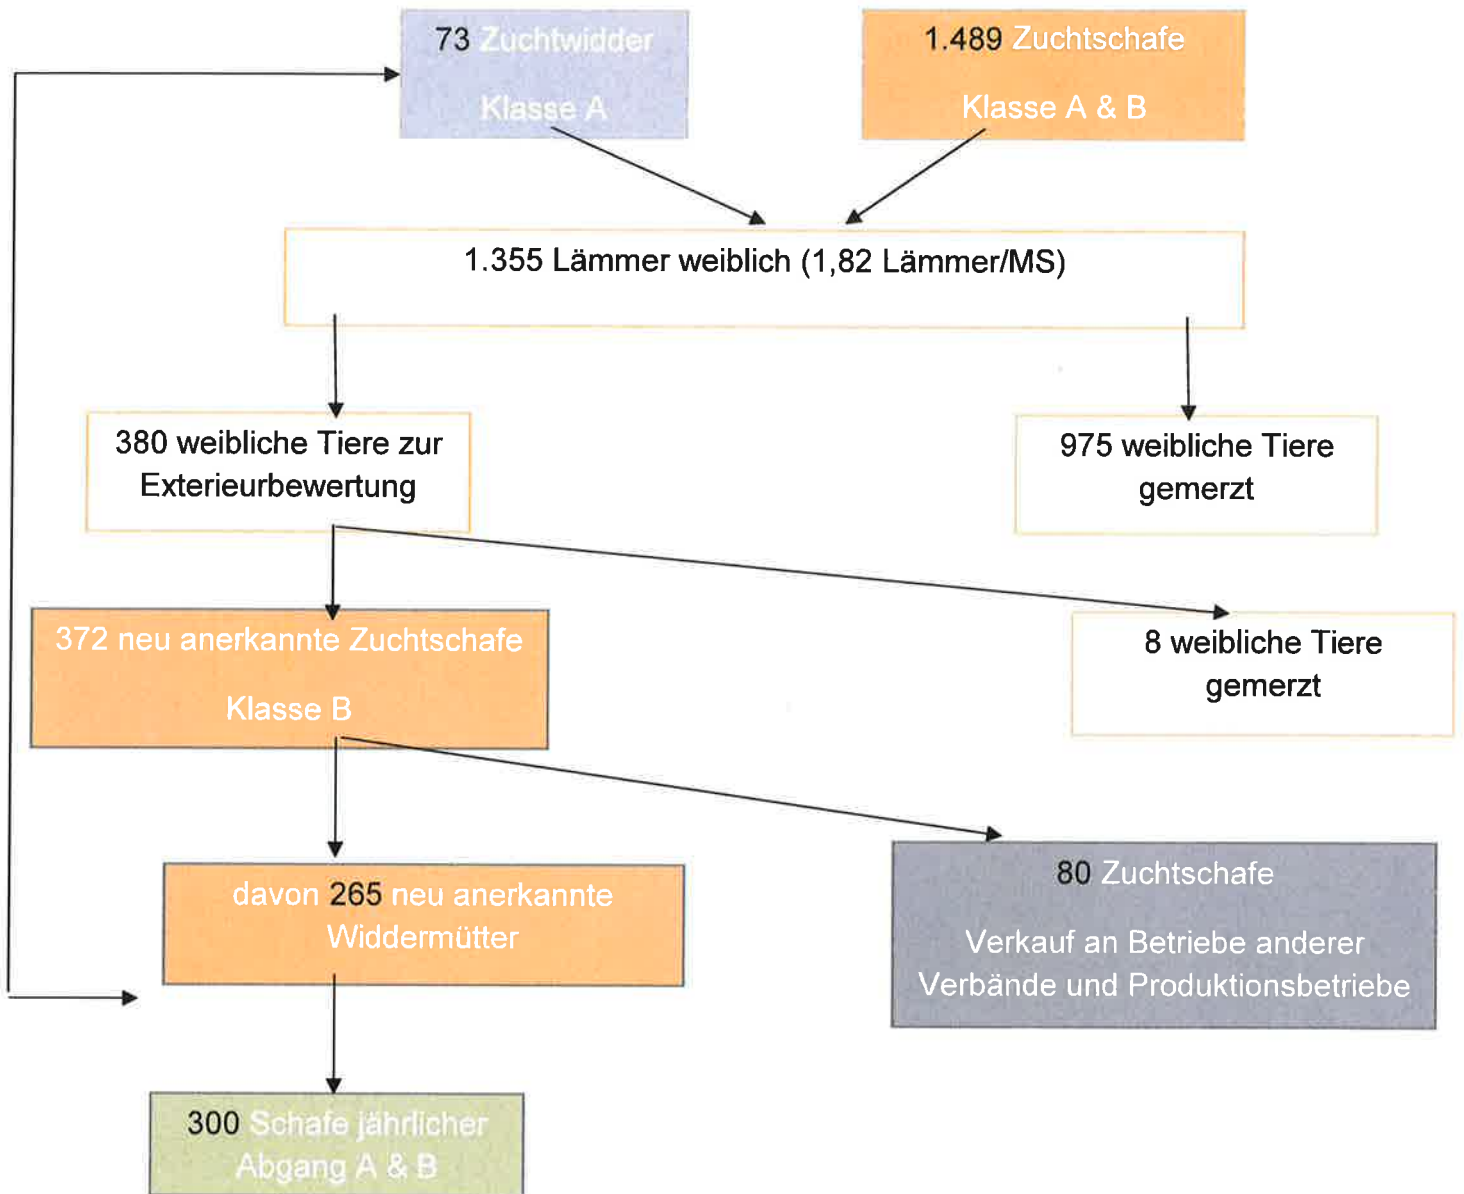 73 Zuchtwidder
Klasse A
1.489 Zuchtschafe
Klasse A & B
1.355 Lämmer weiblich (1,82 Lämmer/MS)
380 weibliche Tiere zur
Exterieurbewertung
975 weibliche Tiere
gemerzt
372 neu anerkannte Zuchtschafe
Klasse B
8 weibliche Tiere
gemerzt
davon 265 neu anerkannte
Widdermütter
80 Zuchtschafe
Verkauf an Betriebe anderer
Verbände und Produktionsbetriebe
300 Schafe jährlicher
Abgang A & B